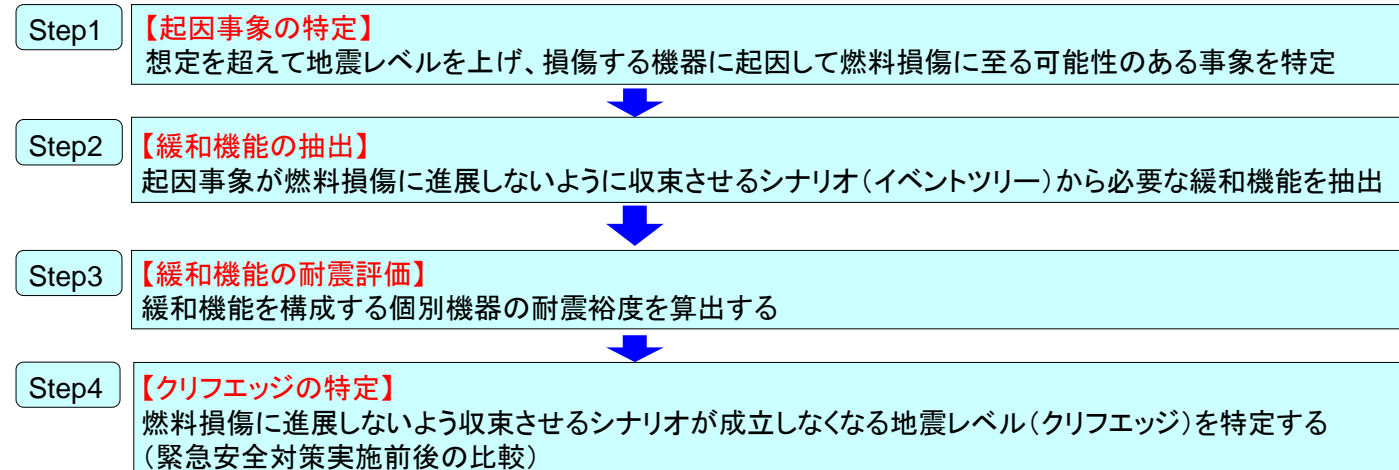 Step1
【起因事象の特定】
想定を超えて地震レベルを上げ、損傷する機器に起因して燃料損傷に至る可能性のある事象を特定
Step2
【緩和機能の抽出】
起因事象が燃料損傷に進展しないように収束させるシナリオ（イベントツリー）から必要な緩和機能を抽出
Step3
【緩和機能の耐震評価】
緩和機能を構成する個別機器の耐震裕度を算出する
Step4
【クリフエッジの特定】
燃料損傷に進展しないよう収束させるシナリオが成立しなくなる地震レベル（クリフエッジ）を特定する
（緊急安全対策実施前後の比較）